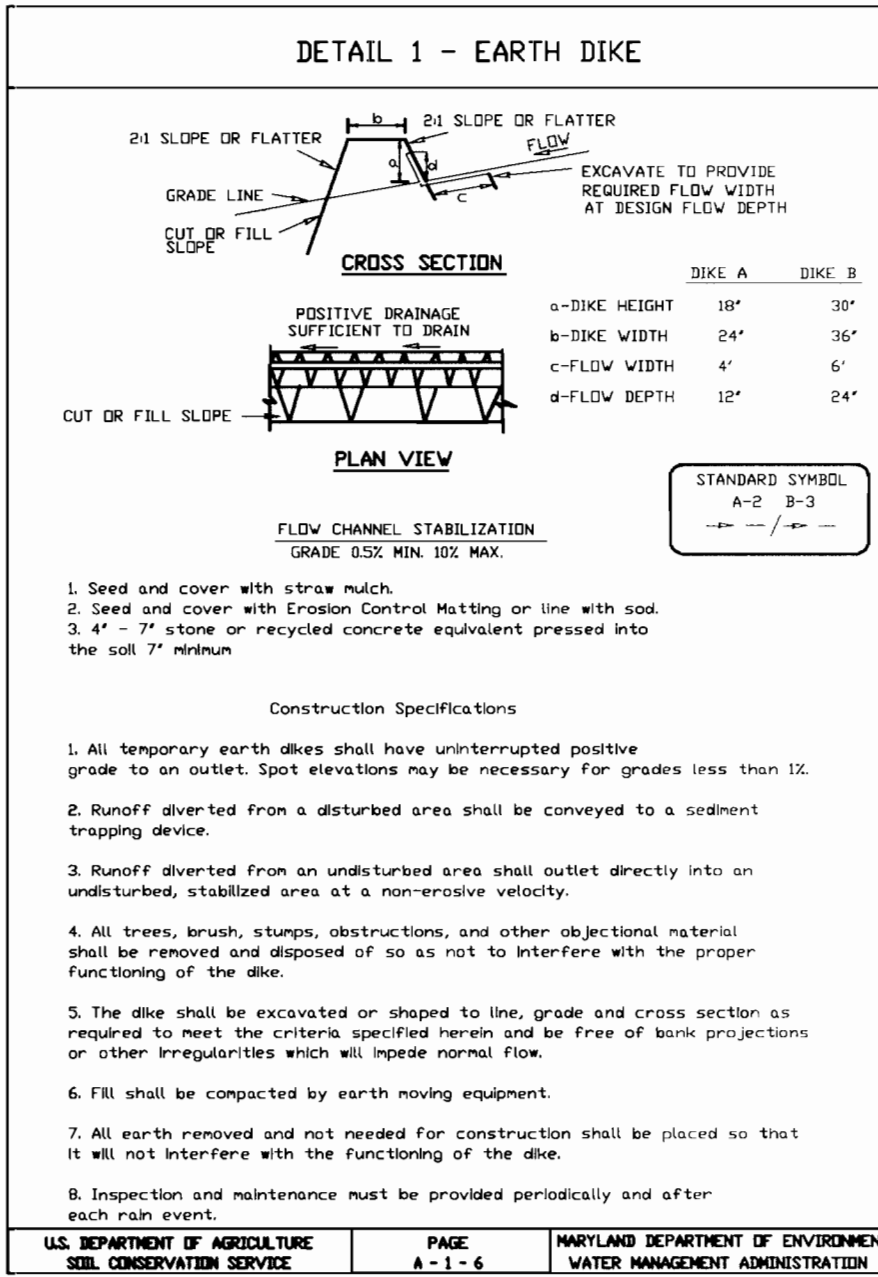 DETAIL 1 - EARTH DIKE
b
2:1 SLOPE OR FLATTER
2:1 SLOPE OR FLATTER
FLOW
a
d
EXCAVATE TO PROVIDE
REQUIRED FLOW WIDTH
AT DESIGN FLOW DEPTH
GRADE LINE
c
CUT OR FILL
SLOPE
CROSS SECTION
DIKE A DIKE B
a-DIKE HEIGHT 18" 30"
b-DIKE WIDTH 24" 36"
c-FLOW WIDTH 4' 6'
d-FLOW DEPTH 12" 24"
POSITIVE DRAINAGE
SUFFICIENT TO DRAIN
CUT OR FILL SLOPE
PLAN VIEW
STANDARD SYMBOL
A-2 B-3
FLOW CHANNEL STABILIZATION
GRADE 0.5% MIN. 10% MAX.
1. Seed and cover with straw mulch.
2. Seed and cover with Erosion Control Matting or line with sod.
3. 4" - 7" stone or recycled concrete equivalent pressed into
the soil 7" minimum
Construction Specifications
1. All temporary earth dikes shall have uninterrupted positive
grade to an outlet. Spot elevations may be necessary for grades less than 1%.
2. Runoff diverted from a disturbed area shall be conveyed to a sediment
trapping device.
3. Runoff diverted from an undisturbed area shall outlet directly into an
undisturbed, stabilized area at a non-erosive velocity.
4. All trees, brush, stumps, obstructions, and other objectional material
shall be removed and disposed of so as not to interfere with the proper
functioning of the dike.
5. The dike shall be excavated or shaped to line, grade and cross section as
required to meet the criteria specified herein and be free of bank projections
or other irregularities which will impede normal flow.
6. Fill shall be compacted by earth moving equipment.
7. All earth removed and not needed for construction shall be placed so that
it will not interfere with the functioning of the dike.
8. Inspection and maintenance must be provided periodically and after
each rain event.
U.S. DEPARTMENT OF AGRICULTURE
SOIL CONSERVATION SERVICE
PAGE
A - 1 - 6
MARYLAND DEPARTMENT OF ENVIRONMEN
WATER MANAGEMENT ADMINISTRATION